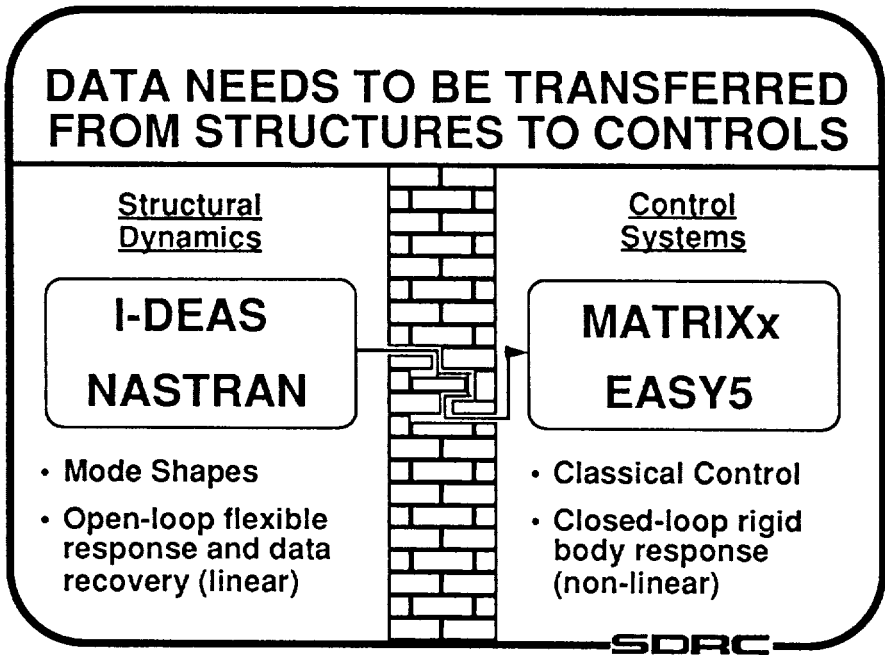 DATA NEEDS TO BE TRANSFERRED
FROM STRUCTURES TO CONTROLS
Structural
Dynamics
I-DEAS
NASTRAN
• Mode Shapes
• Open-loop flexible
response and data
recovery (linear)
Control
Systems
MATRIXx
EASY5
• Classical Control
• Closed-loop rigid
body response
(non-linear)
SDRC